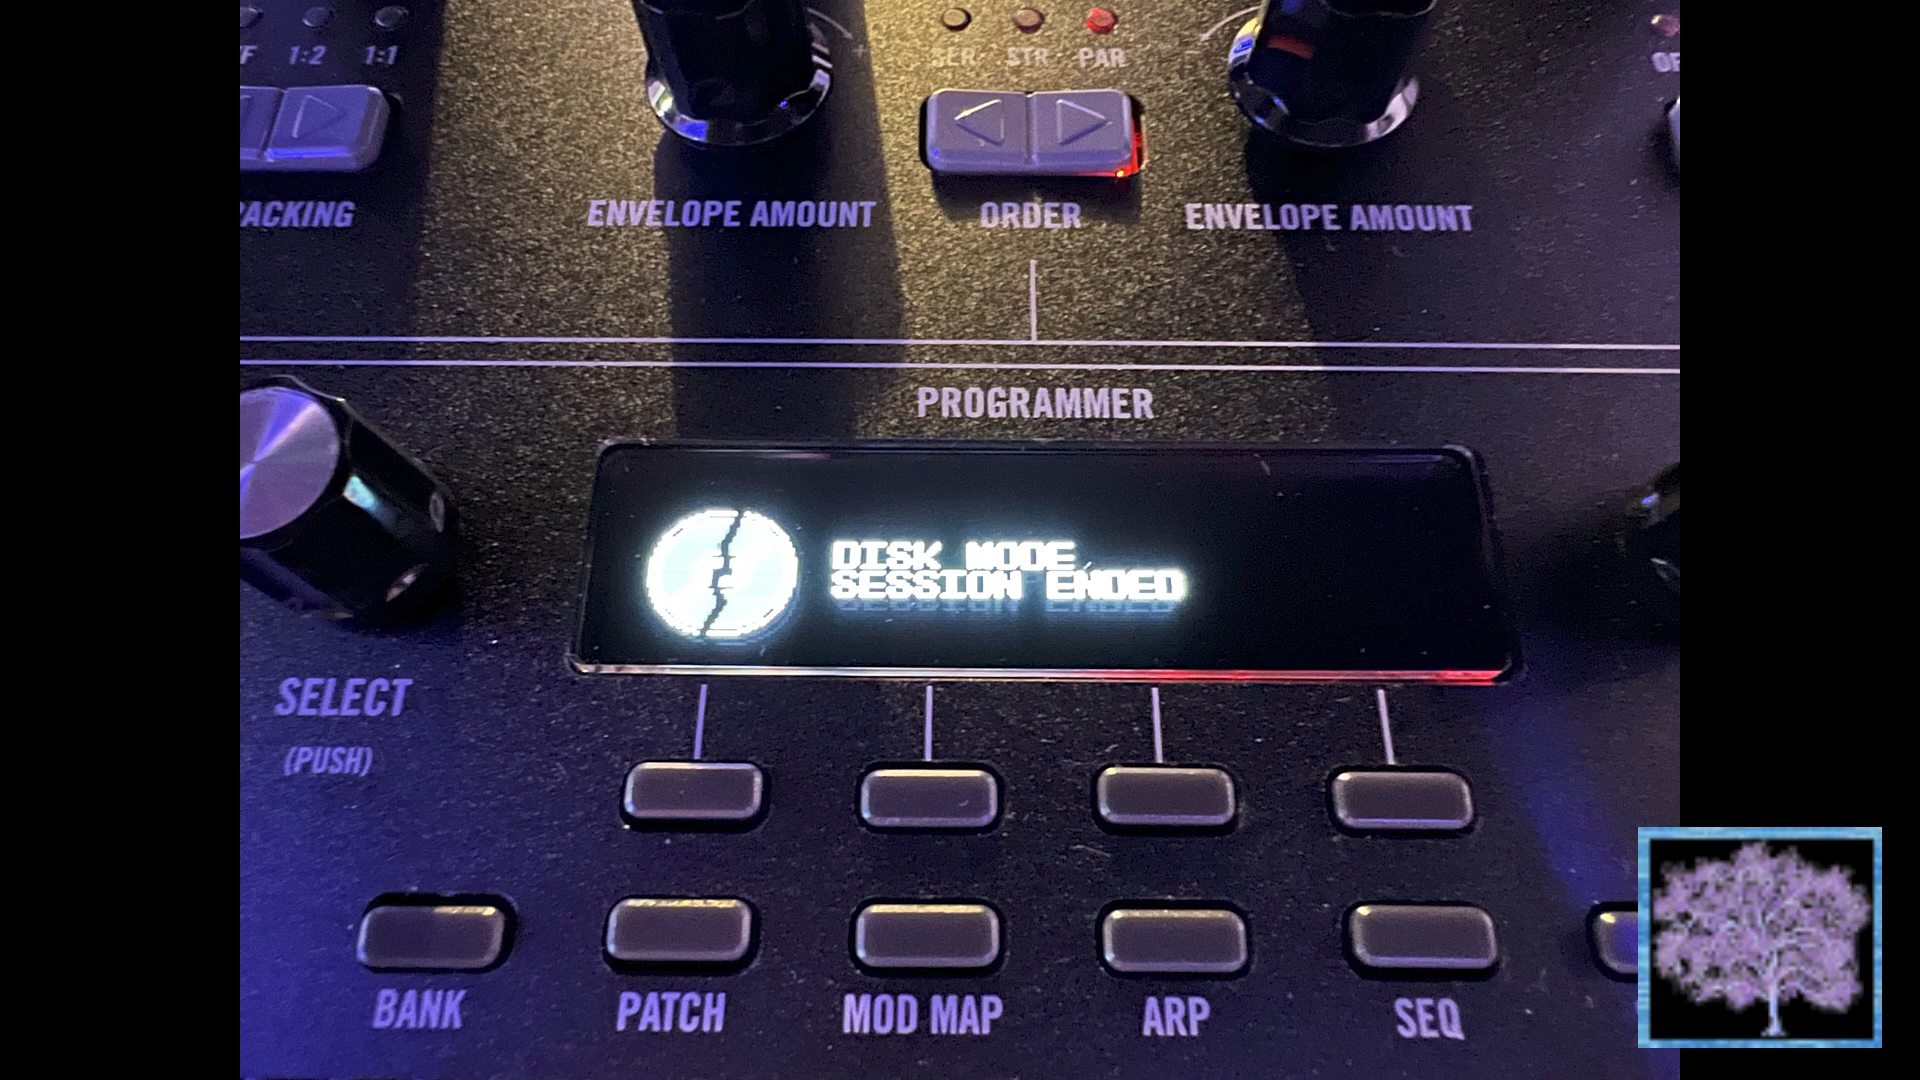 1:2 1:1
SER STR PAR
ENVELOPE AMOUNT
ORDER
ENVELOPE AMOUNT
PROGRAMMER
DISK MODE
SESSION ENDED
SELECT
(PUSH)
BANK
PATCH
MOD MAP
ARP
SEQ